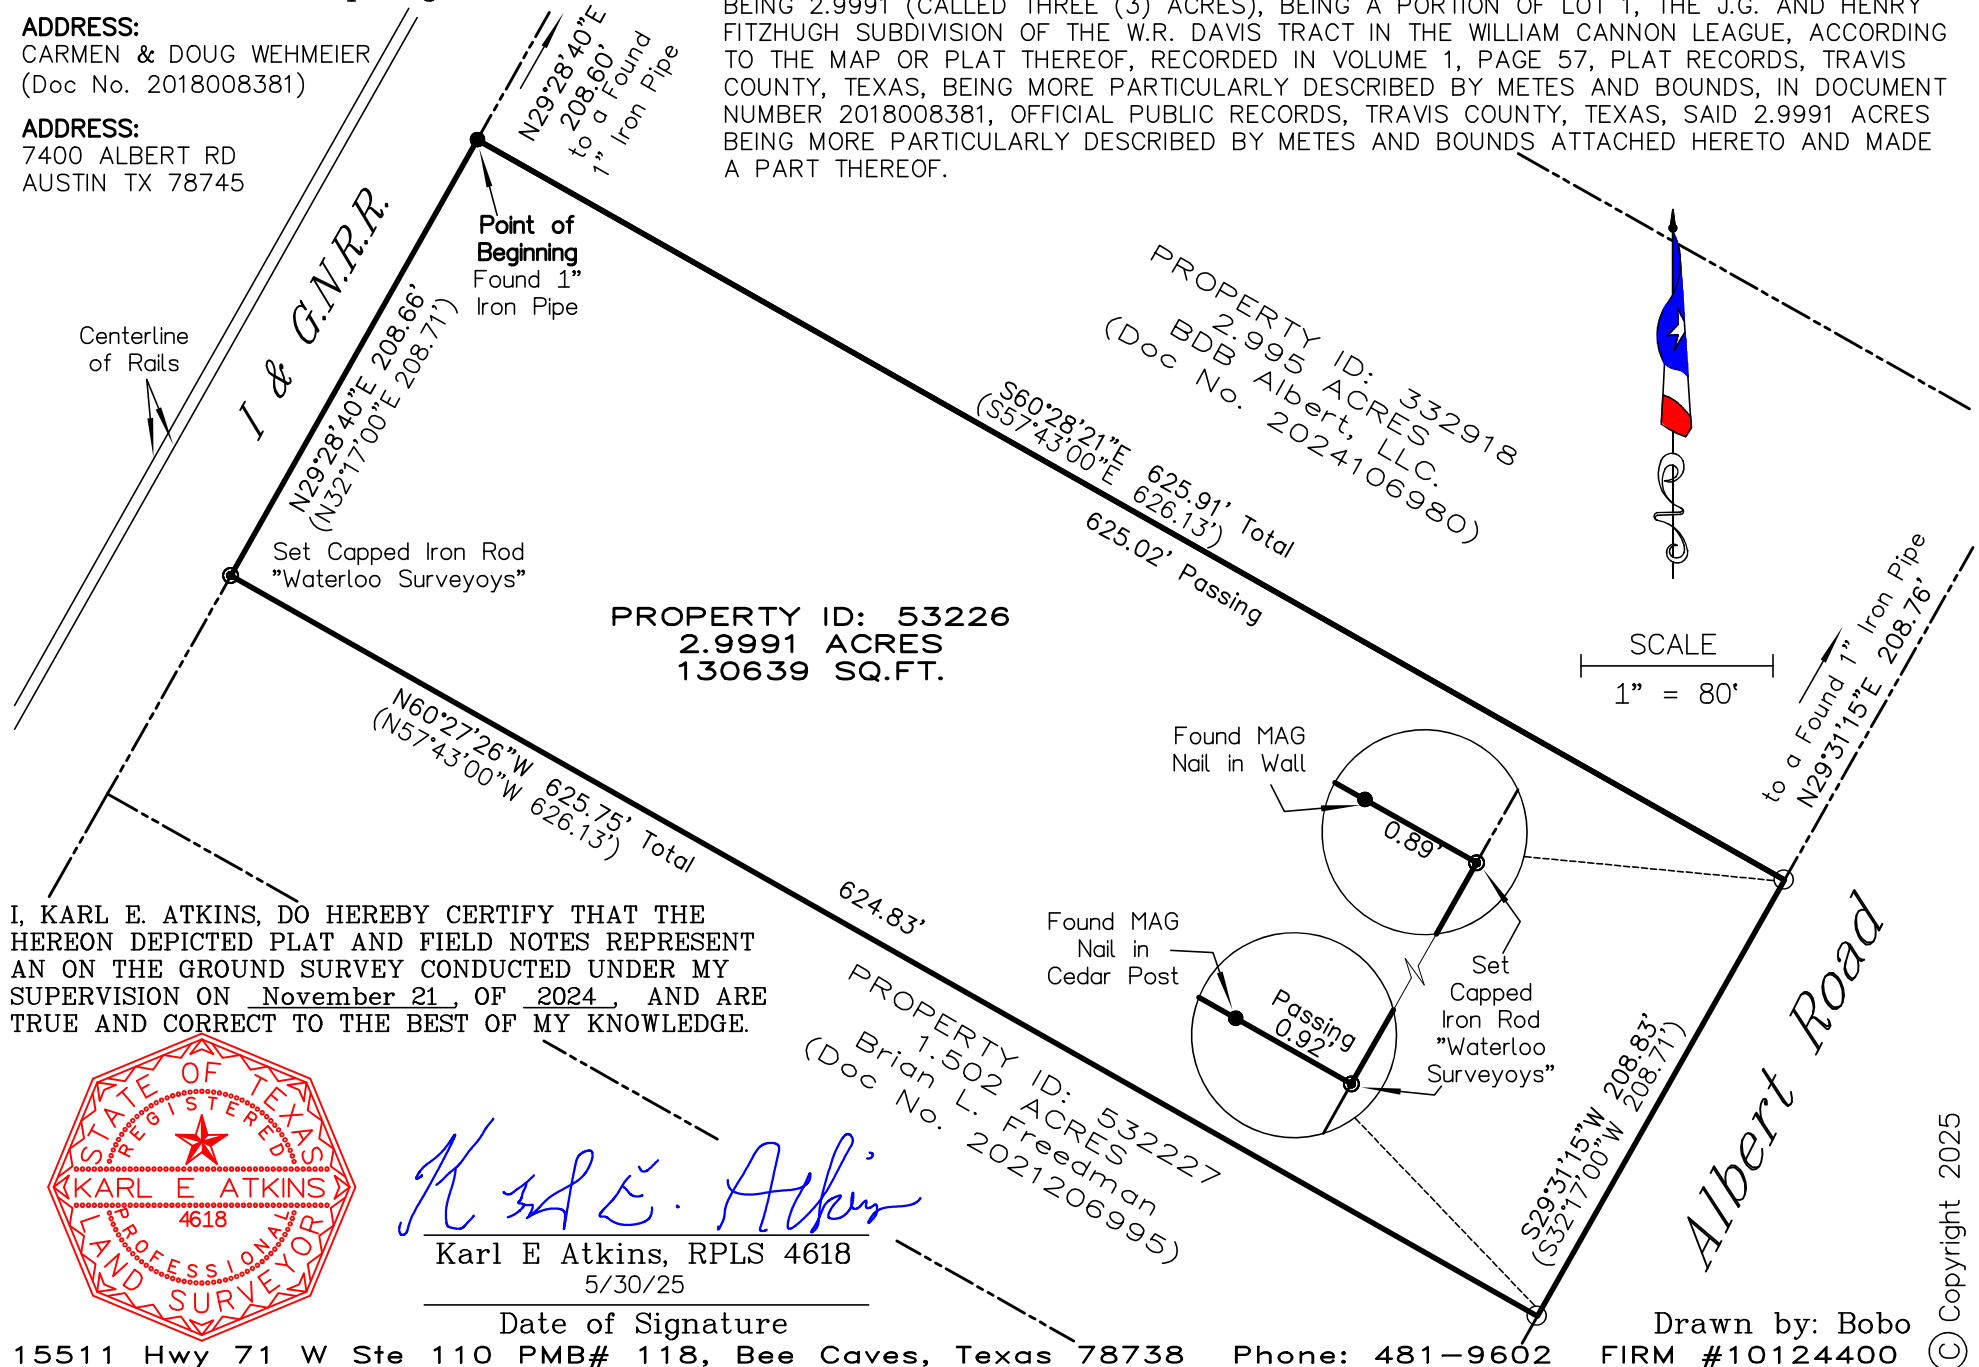 ADDRESS:
CARMEN & DOUG WEHMEIER
(Doc No. 2018008381)
ADDRESS:
7400 ALBERT RD
AUSTIN TX 78745
BEING 2.9991 (CALLED THREE (3) ACRES), BEING A PORTION OF LOT 1, THE J.G. AND HENRY
FITZHUGH SUBDIVISION OF THE W.R. DAVIS TRACT IN THE WILLIAM CANNON LEAGUE, ACCORDING
TO THE MAP OR PLAT THEREOF, RECORDED IN VOLUME 1, PAGE 57, PLAT RECORDS, TRAVIS
COUNTY, TEXAS, BEING MORE PARTICULARLY DESCRIBED BY METES AND BOUNDS, IN DOCUMENT
NUMBER 2018008381, OFFICIAL PUBLIC RECORDS, TRAVIS COUNTY, TEXAS, SAID 2.9991 ACRES
BEING MORE PARTICULARLY DESCRIBED BY METES AND BOUNDS ATTACHED HERETO AND MADE
A PART THEREOF.
N29°28'40"E
208.60'
to a Found
1" Iron Pipe
Point of
Beginning
Found 1"
Iron Pipe
I & G.N.R.R.
Centerline
of Rails
N29°28'40"E 208.66'
(N32°17'00"E 208.71')
Set Capped Iron Rod
"Waterloo Surveyoys"
PROPERTY ID: 332918
2.995 ACRES
BDB Albert, LLC.
(Doc No. 2024106980)
S60°28'21"E 625.91' Total
(S57°43'00"E 626.13')
625.02' Passing
PROPERTY ID: 53226
2.9991 ACRES
130639 SQ.FT.
SCALE
1" = 80'
to a Found 1" Iron Pipe
N29°31'15"E 208.76'
N60°27'26"W 625.75' Total
(N57°43'00"W 626.13')
624.83'
Found MAG
Nail in Wall
0.89'
Found MAG
Nail in
Cedar Post
Passing
0.92'
Set
Capped
Iron Rod
"Waterloo
Surveyoys"
PROPERTY ID: 532227
1.502 ACRES
Brian L. Freedman
(Doc No. 2021206995)
S29°31'15"W 208.83'
(S32°17'00"W 208.71')
Albert Road
I, KARL E. ATKINS, DO HEREBY CERTIFY THAT THE
HEREON DEPICTED PLAT AND FIELD NOTES REPRESENT
AN ON THE GROUND SURVEY CONDUCTED UNDER MY
SUPERVISION ON November 21, OF 2024, AND ARE
TRUE AND CORRECT TO THE BEST OF MY KNOWLEDGE.
STATE OF TEXAS
REGISTERED
KARL E ATKINS
4618
PROFESSIONAL
LAND SURVEYOR
Karl E. Atkins
Karl E Atkins, RPLS 4618
5/30/25
Date of Signature
Drawn by: Bobo
© Copyright 2025
15511 Hwy 71 W Ste 110 PMB# 118, Bee Caves, Texas 78738 Phone: 481-9602 FIRM #10124400